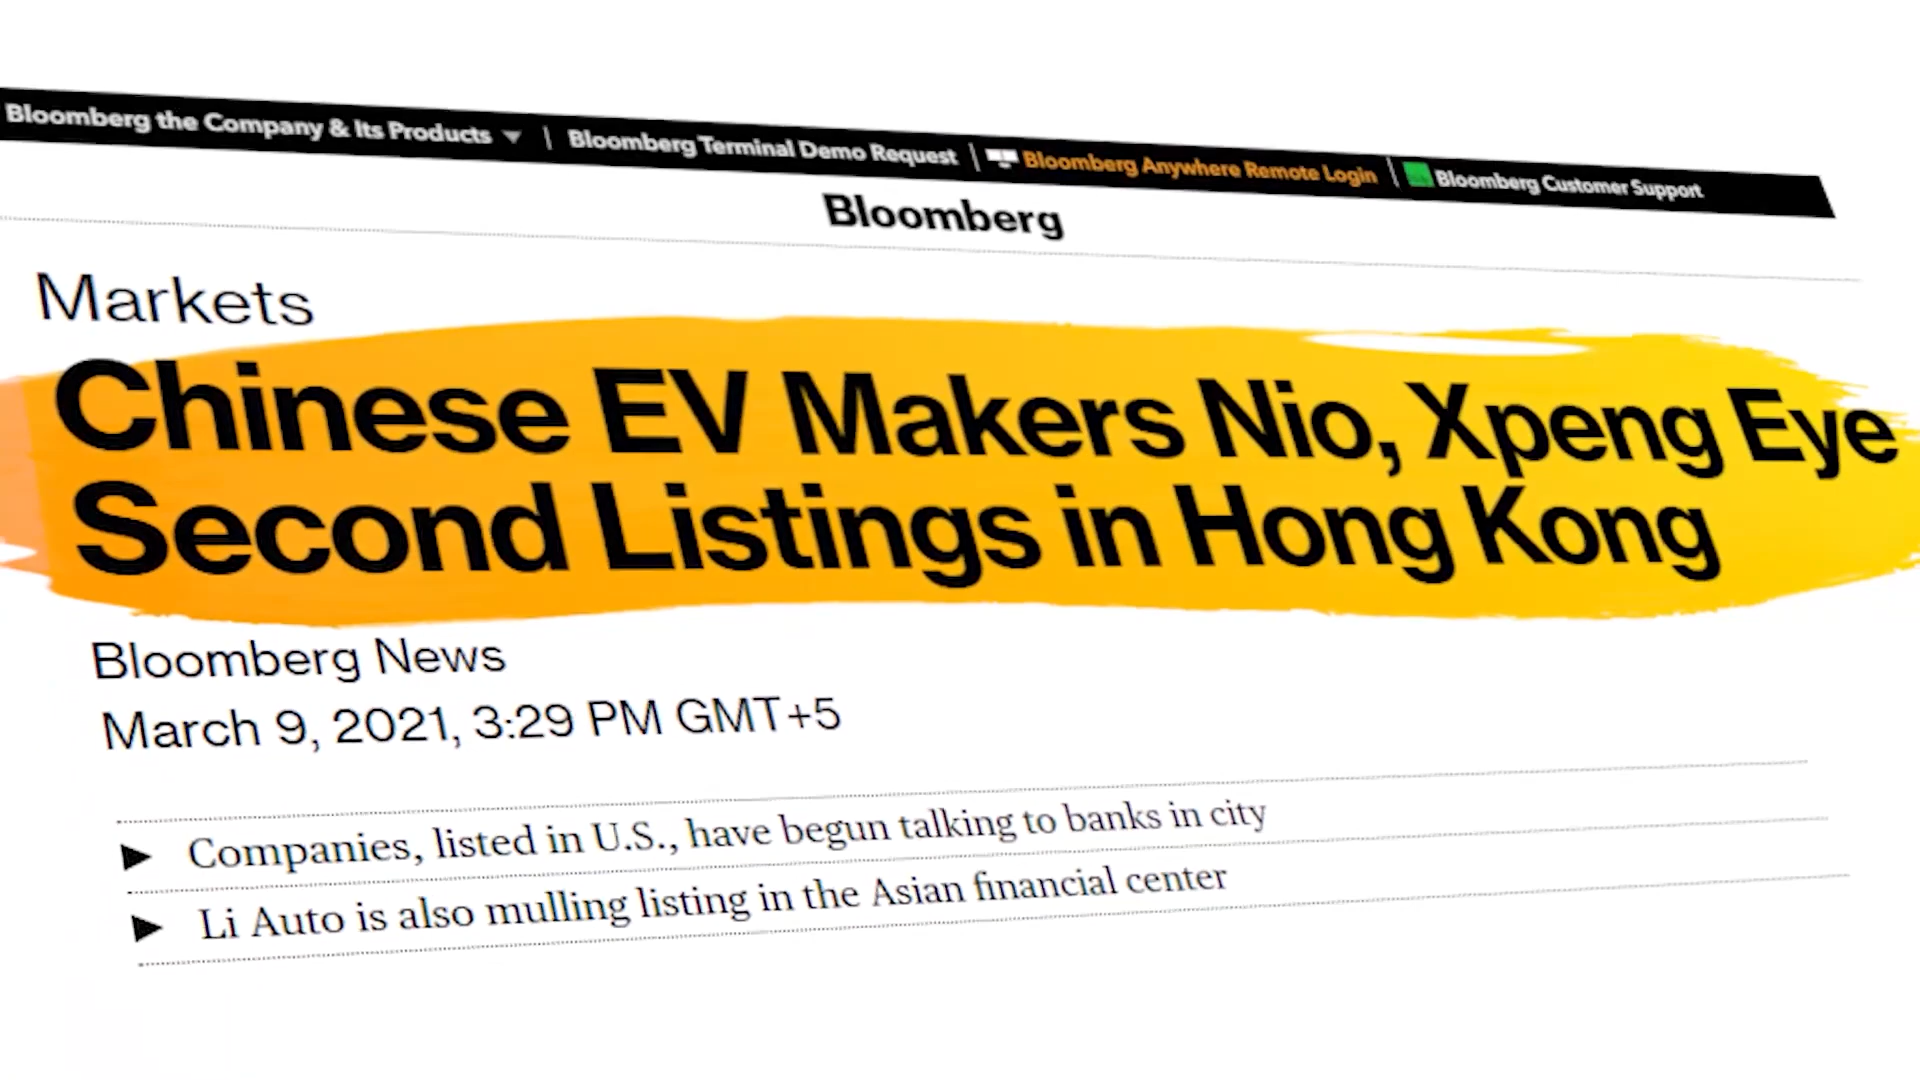 Bloomberg the Company & Its Products ▼ | Bloomberg Terminal Demo Request | Bloomberg Anywhere Remote Login | Bloomberg Customer Support
Bloomberg
Markets
Chinese EV Makers Nio, Xpeng Eye
Second Listings in Hong Kong
Bloomberg News
March 9, 2021, 3:29 PM GMT+5
► Companies, listed in U.S., have begun talking to banks in city
► Li Auto is also mulling listing in the Asian financial center